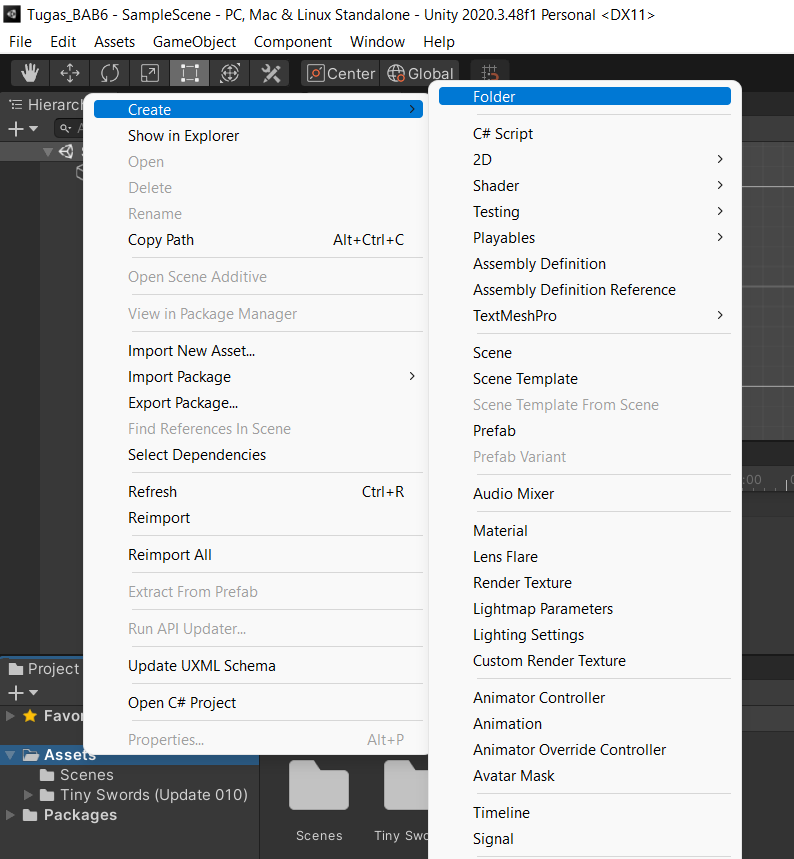 Tugas_BAB6 - SampleScene - PC, Mac & Linux Standalone - Unity 2020.3.48f1 Personal <DX11>
File Edit Assets GameObject Component Window Help
Center Global
Hierarch
Create
Show in Explorer
Open
Delete
Rename
Copy Path Alt+Ctrl+C
Open Scene Additive
View in Package Manager
Import New Asset...
Import Package
Export Package...
Find References In Scene
Select Dependencies
Refresh Ctrl+R
Reimport
Reimport All
Extract From Prefab
Run API Updater...
Update UXML Schema
Open C# Project
Properties... Alt+P
Folder
C# Script
2D
Shader
Testing
Playables
Assembly Definition
Assembly Definition Reference
TextMeshPro
Scene
Scene Template
Scene Template From Scene
Prefab
Prefab Variant
Audio Mixer
Material
Lens Flare
Render Texture
Lightmap Parameters
Lighting Settings
Custom Render Texture
Animator Controller
Animation
Animator Override Controller
Avatar Mask
Timeline
Signal
:00
Project
Favor
Assets
Scenes
Tiny Swords (Update 010)
Packages
Scenes
Tiny Swo